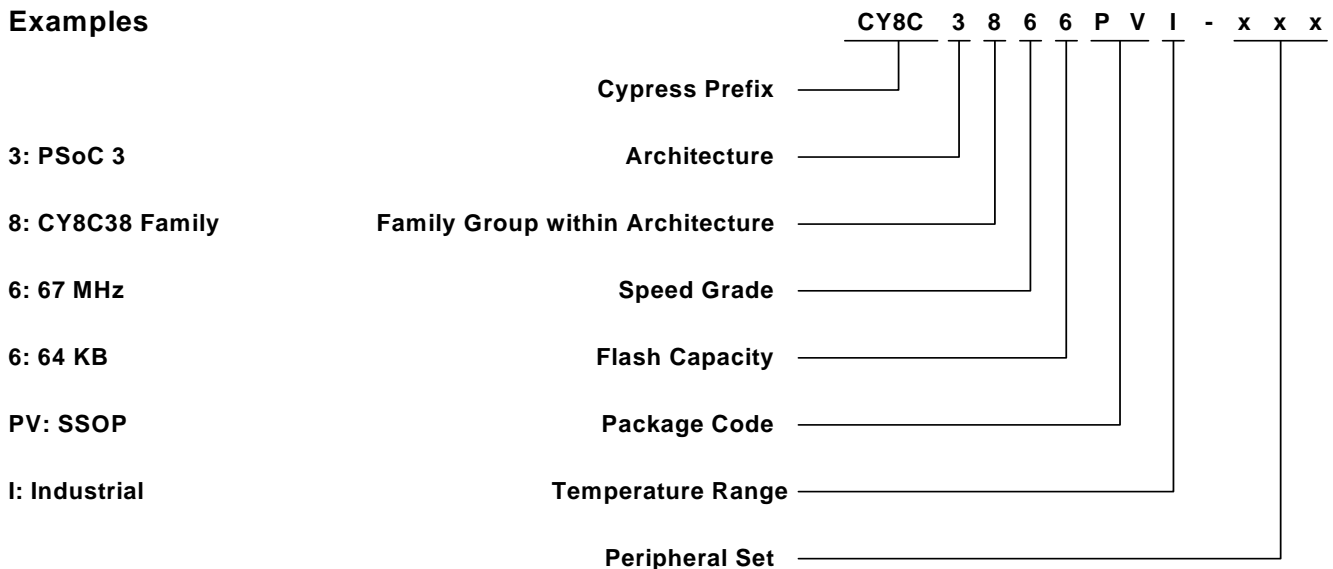 Examples CY8C 3 8 6 6 P V I - x x x
Cypress Prefix
3: PSoC 3 Architecture
8: CY8C38 Family Family Group within Architecture
6: 67 MHz Speed Grade
6: 64 KB Flash Capacity
PV: SSOP Package Code
I: Industrial Temperature Range
Peripheral Set